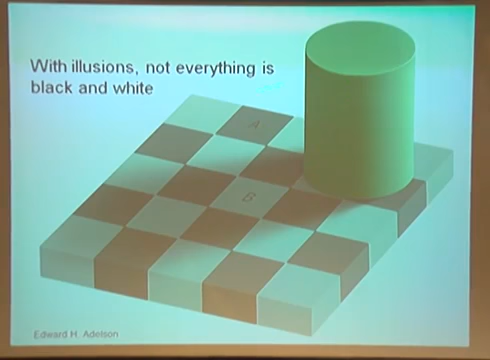 With illusions, not everything is
black and white
A
B
Edward H. Adelson